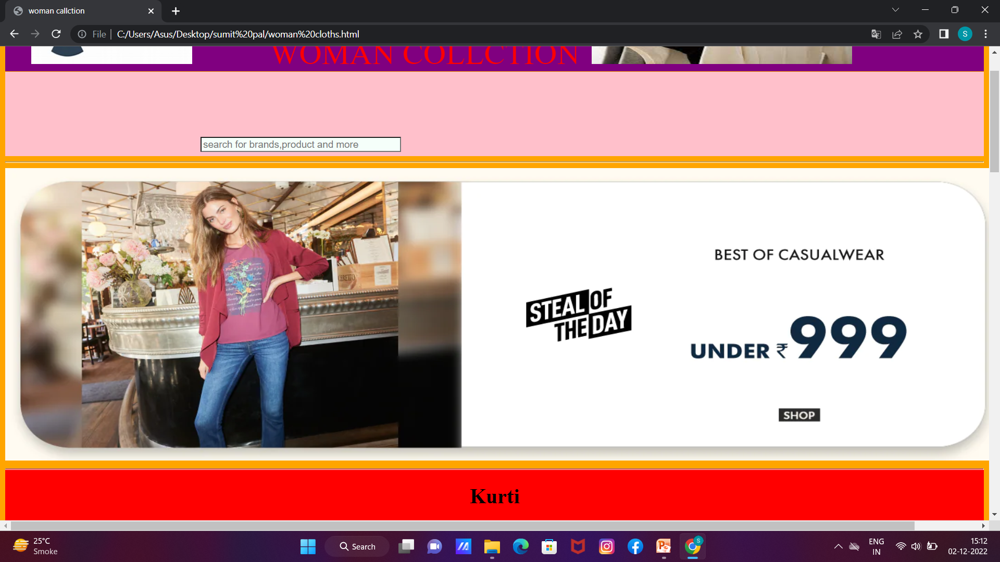 woman callction
File
C:/Users/Asus/Desktop/sumit%20pal/woman%20cloths.html
S
WOMAN COLLCTION
search for brands,product and more
CERETTO
BEST OF CASUALWEAR
STEAL OF
THE DAY
UNDER ₹999
SHOP
Kurti
25°C
Smoke
Search
S
ENG
IN
15:12
02-12-2022